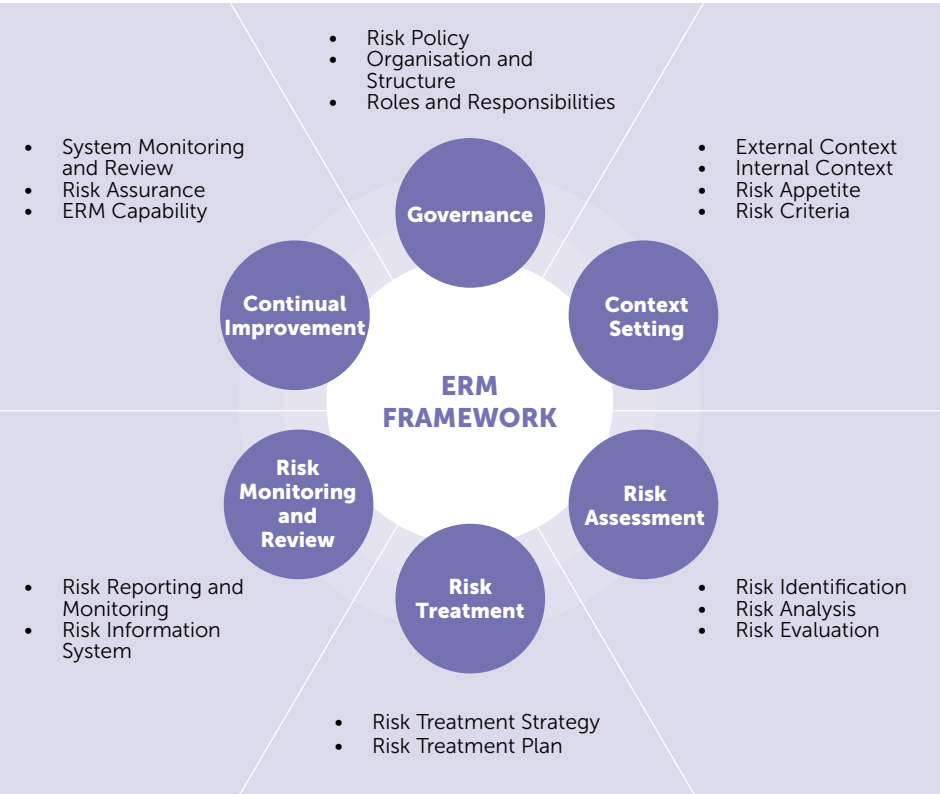 • Risk Policy
• Organisation and
Structure
• Roles and Responsibilities
Governance
• External Context
• Internal Context
• Risk Appetite
• Risk Criteria
Context
Setting
Risk
Assessment
• Risk Identification
• Risk Analysis
• Risk Evaluation
Risk
Treatment
• Risk Treatment Strategy
• Risk Treatment Plan
Risk
Monitoring
and
Review
• Risk Reporting and
Monitoring
• Risk Information
System
Continual
Improvement
• System Monitoring
and Review
• Risk Assurance
• ERM Capability
ERM
FRAMEWORK